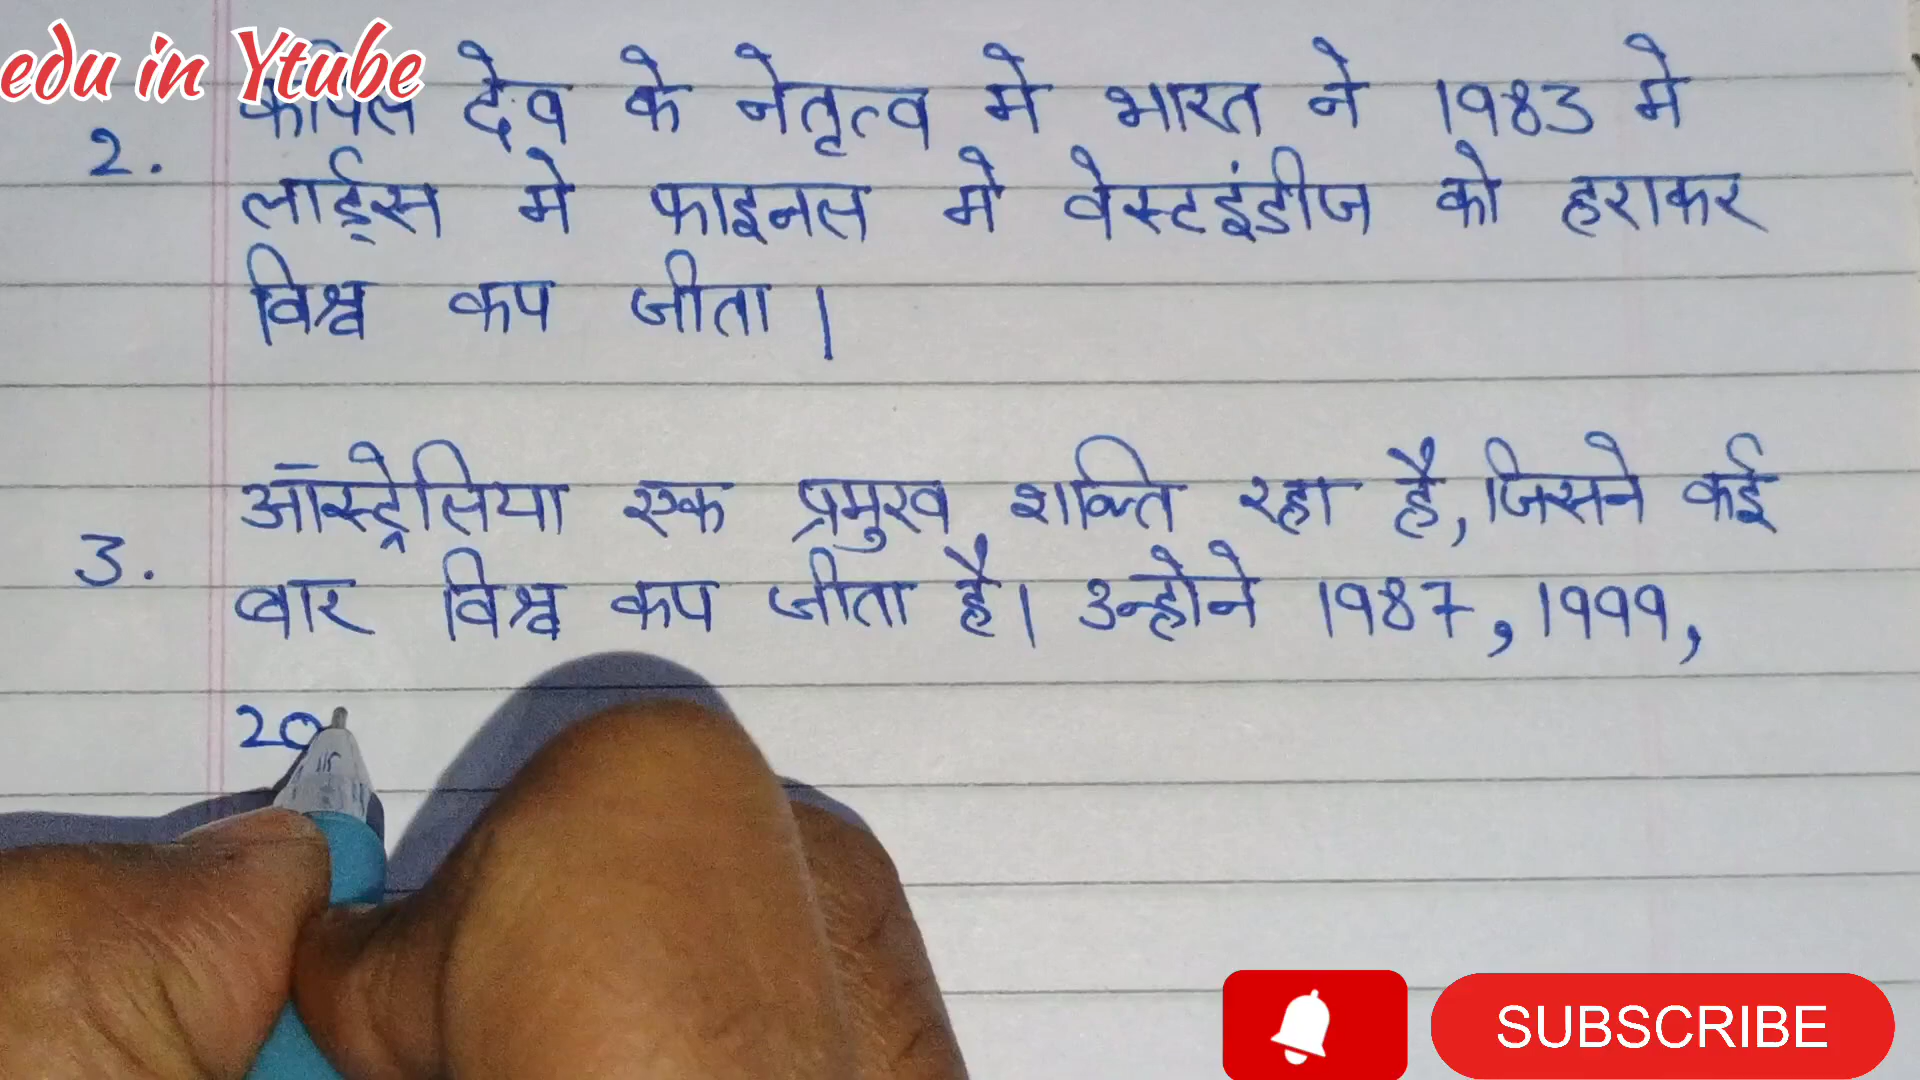 edu in Ytube
2. कपिल देव के नेतृत्व मे भारत ने 1983 मे
लार्ड्स मे फाइनल मे वेस्टइंडीज को हराकर
विश्व कप जीता।
3. ऑस्ट्रेलिया एक प्रमुख शक्ति रहा है, जिसने कई
बार विश्व कप जीता है। उन्होने 1987, 1999,
20
SUBSCRIBE